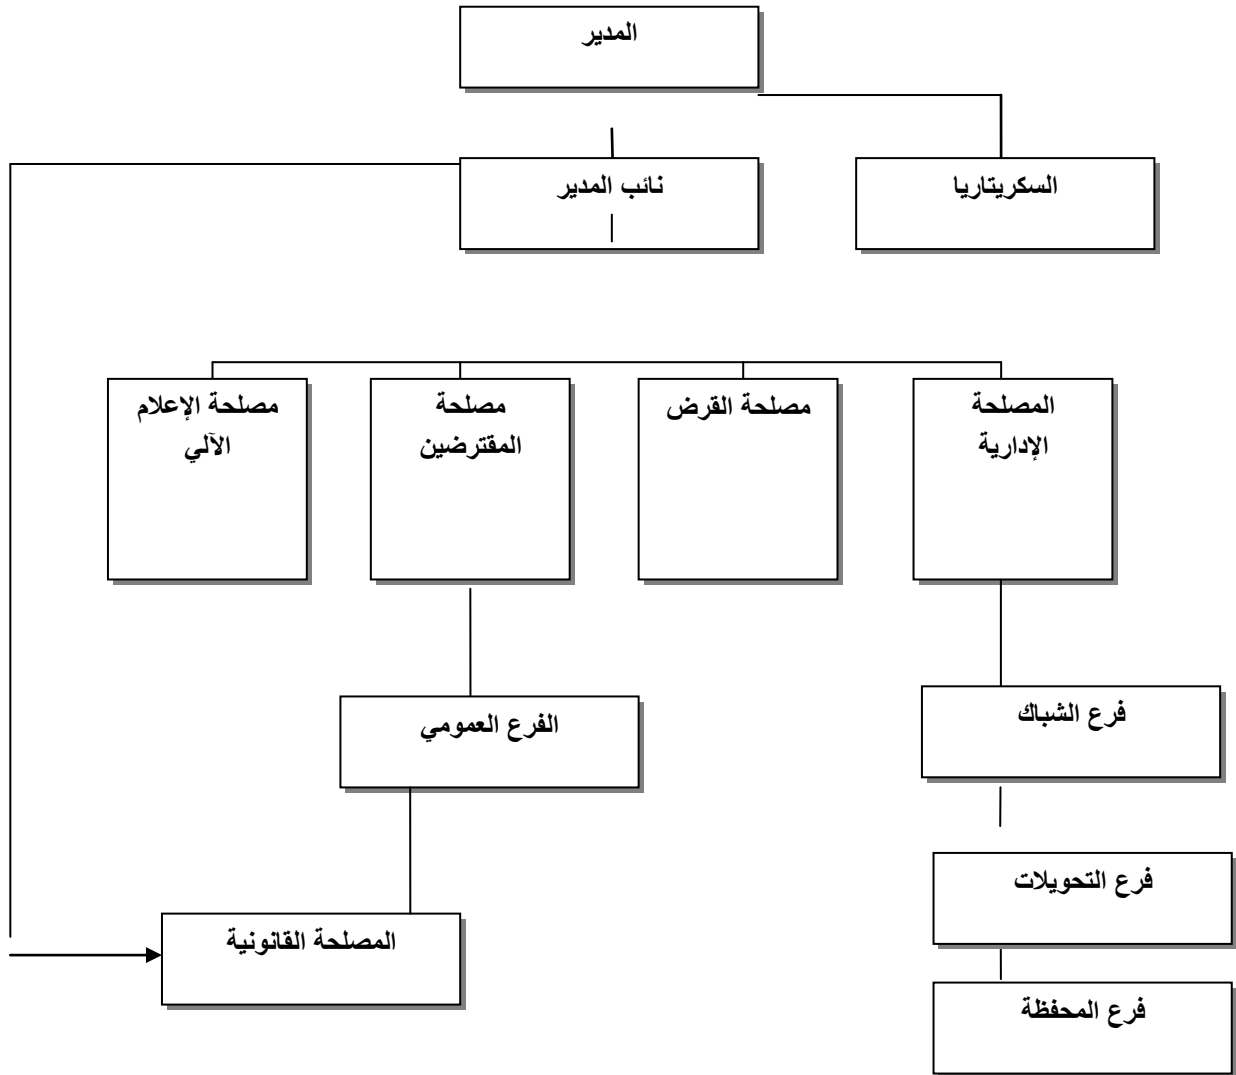 المدير
السكريتاريا
نائب المدير
المصلحة
الإدارية
مصلحة القرض
مصلحة
المقترضين
مصلحة الإعلام
الآلي
فرع الشباك
الفرع العمومي
فرع التحويلات
المصلحة القانونية
فرع المحفظة